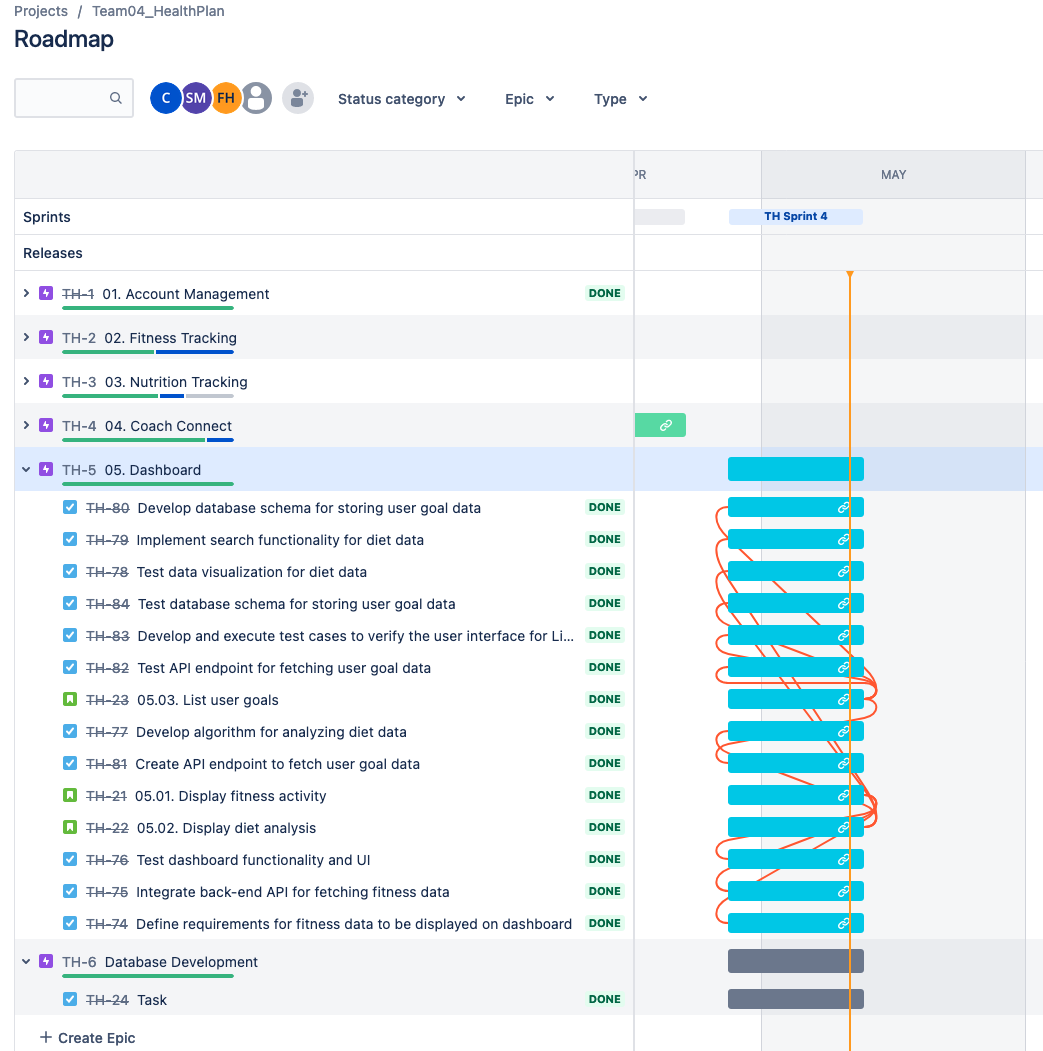 Projects / Team04_HealthPlan
Roadmap
C SM FH Status category Epic Type
PR MAY
Sprints TH Sprint 4
Releases
TH-1 01. Account Management DONE
TH-2 02. Fitness Tracking
TH-3 03. Nutrition Tracking
TH-4 04. Coach Connect
TH-5 05. Dashboard
TH-80 Develop database schema for storing user goal data DONE
TH-79 Implement search functionality for diet data DONE
TH-78 Test data visualization for diet data DONE
TH-84 Test database schema for storing user goal data DONE
TH-83 Develop and execute test cases to verify the user interface for Li... DONE
TH-82 Test API endpoint for fetching user goal data DONE
TH-23 05.03. List user goals DONE
TH-77 Develop algorithm for analyzing diet data DONE
TH-81 Create API endpoint to fetch user goal data DONE
TH-21 05.01. Display fitness activity DONE
TH-22 05.02. Display diet analysis DONE
TH-76 Test dashboard functionality and UI DONE
TH-75 Integrate back-end API for fetching fitness data DONE
TH-74 Define requirements for fitness data to be displayed on dashboard DONE
TH-6 Database Development
TH-24 Task DONE
+ Create Epic